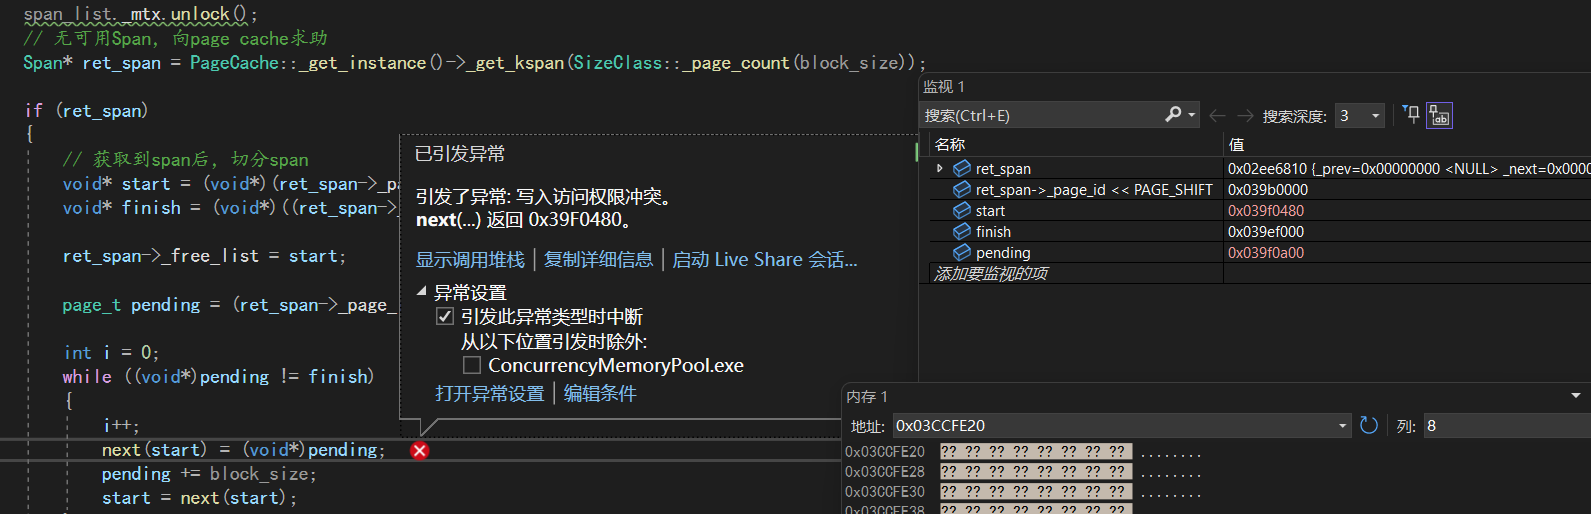 span_list._mtx.unlock();
// 无可用Span，向page cache求助
Span* ret_span = PageCache::_get_instance()->_get_kspan(SizeClass::_page_count(block_size));
if (ret_span)
{
// 获取到span后，切分span
void* start = (void*)(ret_span->_pa
void* finish = (void*)((ret_span->_
ret_span->_free_list = start;
page_t pending = (ret_span->_page_
int i = 0;
while ((void*)pending != finish)
{
i++;
next(start) = (void*)pending;
pending += block_size;
start = next(start);
已引发异常
引发了异常: 写入访问权限冲突。
next(...) 返回 0x39F0480。
显示调用堆栈 | 复制详细信息 | 启动 Live Share 会话...
异常设置
引发此异常类型时中断
从以下位置引发时除外:
ConcurrencyMemoryPool.exe
打开异常设置 | 编辑条件
监视 1
搜索(Ctrl+E) 搜索深度: 3
名称 值
ret_span 0x02ee6810 {_prev=0x00000000 <NULL> _next=0x0000
ret_span->_page_id << PAGE_SHIFT 0x039b0000
start 0x039f0480
finish 0x039ef000
pending 0x039f0a00
添加要监视的项
内存 1
地址: 0x03CCFE20 列: 8
0x03CCFE20 ?? ?? ?? ?? ?? ?? ?? ?? ........
0x03CCFE28 ?? ?? ?? ?? ?? ?? ?? ?? ........
0x03CCFE30 ?? ?? ?? ?? ?? ?? ?? ?? ........
0x03CCFE38 ?? ?? ?? ?? ?? ?? ?? ?? ........